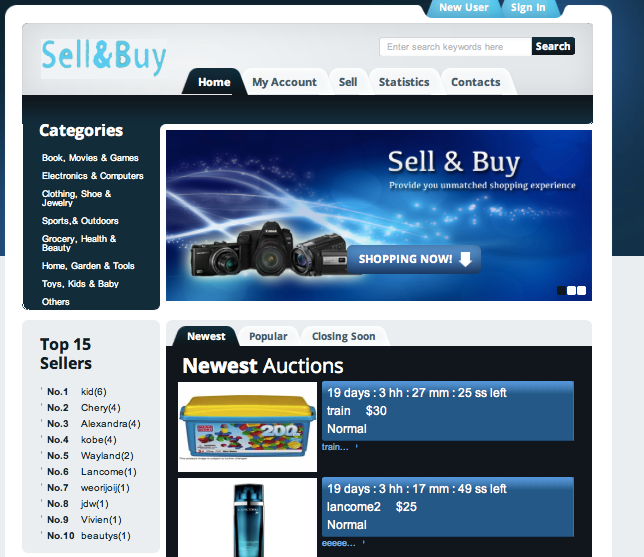 New User
Sign In
Sell&Buy
Enter search keywords here
Search
Home
My Account
Sell
Statistics
Contacts
Categories
Book, Movies & Games
Electronics & Computers
Clothing, Shoe &
Jewelry
Sports,& Outdoors
Grocery, Health &
Beauty
Home, Garden & Tools
Toys, Kids & Baby
Others
Sell & Buy
Provide you unmatched shopping experience
SHOPPING NOW!
Top 15
Sellers
No.1 kid(6)
No.2 Chery(4)
No.3 Alexandra(4)
No.4 kobe(4)
No.5 Wayland(2)
No.6 Lancome(1)
No.7 weorijoij(1)
No.8 jdw(1)
No.9 Vivien(1)
No.10 beautys(1)
Newest
Popular
Closing Soon
Newest Auctions
200
19 days : 3 hh : 27 mm : 25 ss left
train $30
Normal
train...
19 days : 3 hh : 17 mm : 49 ss left
lancome2 $25
Normal
eeeee...